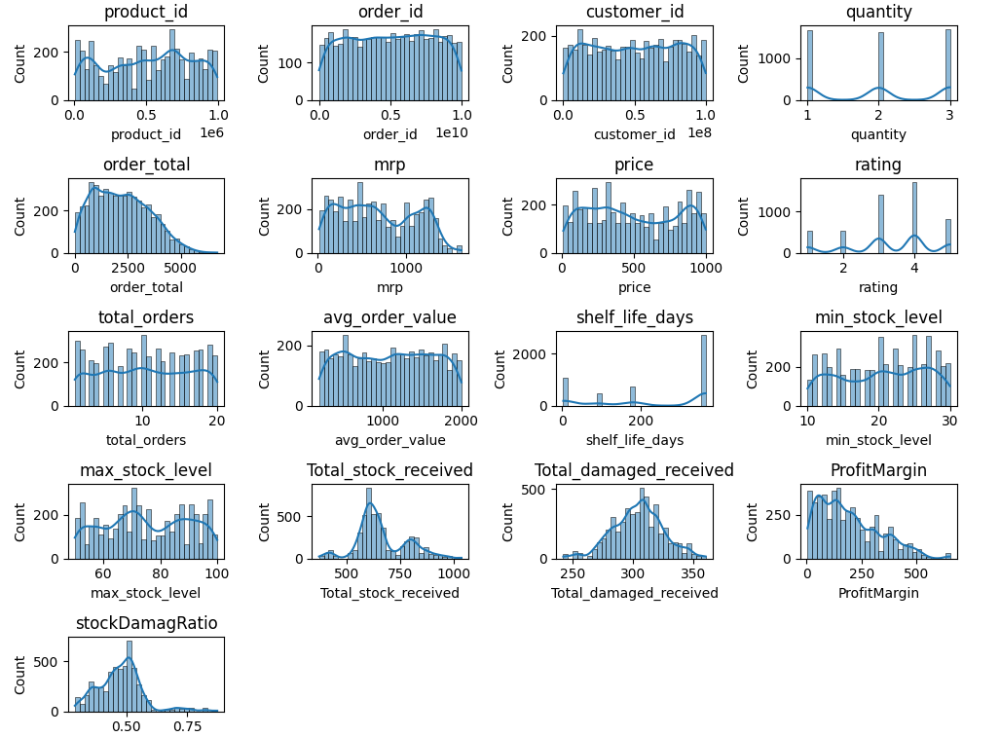 product_id order_id customer_id quantity
Count 200 0 Count 100 0 Count 200 0 Count 1000 0
0.0 0.5 1.0 0.0 0.5 1.0 0.0 0.5 1.0 1 2 3
product_id 1e6 order_id 1e10 customer_id 1e8 quantity
order_total mrp price rating
Count 200 0 Count 200 0 Count 200 0 Count 1000 0
0 2500 5000 0 1000 0 500 1000 2 4
order_total mrp price rating
total_orders avg_order_value shelf_life_days min_stock_level
Count 200 0 Count 200 0 Count 2000 0 Count 200 0
10 20 1000 2000 0 200 10 20 30
total_orders avg_order_value shelf_life_days min_stock_level
max_stock_level Total_stock_received Total_damaged_received ProfitMargin
Count 200 0 Count 500 0 Count 500 0 Count 250 0
60 80 100 500 750 1000 250 300 350 0 250 500
max_stock_level Total_stock_received Total_damaged_received ProfitMargin
stockDamagRatio
Count 500 0
0.50 0.75